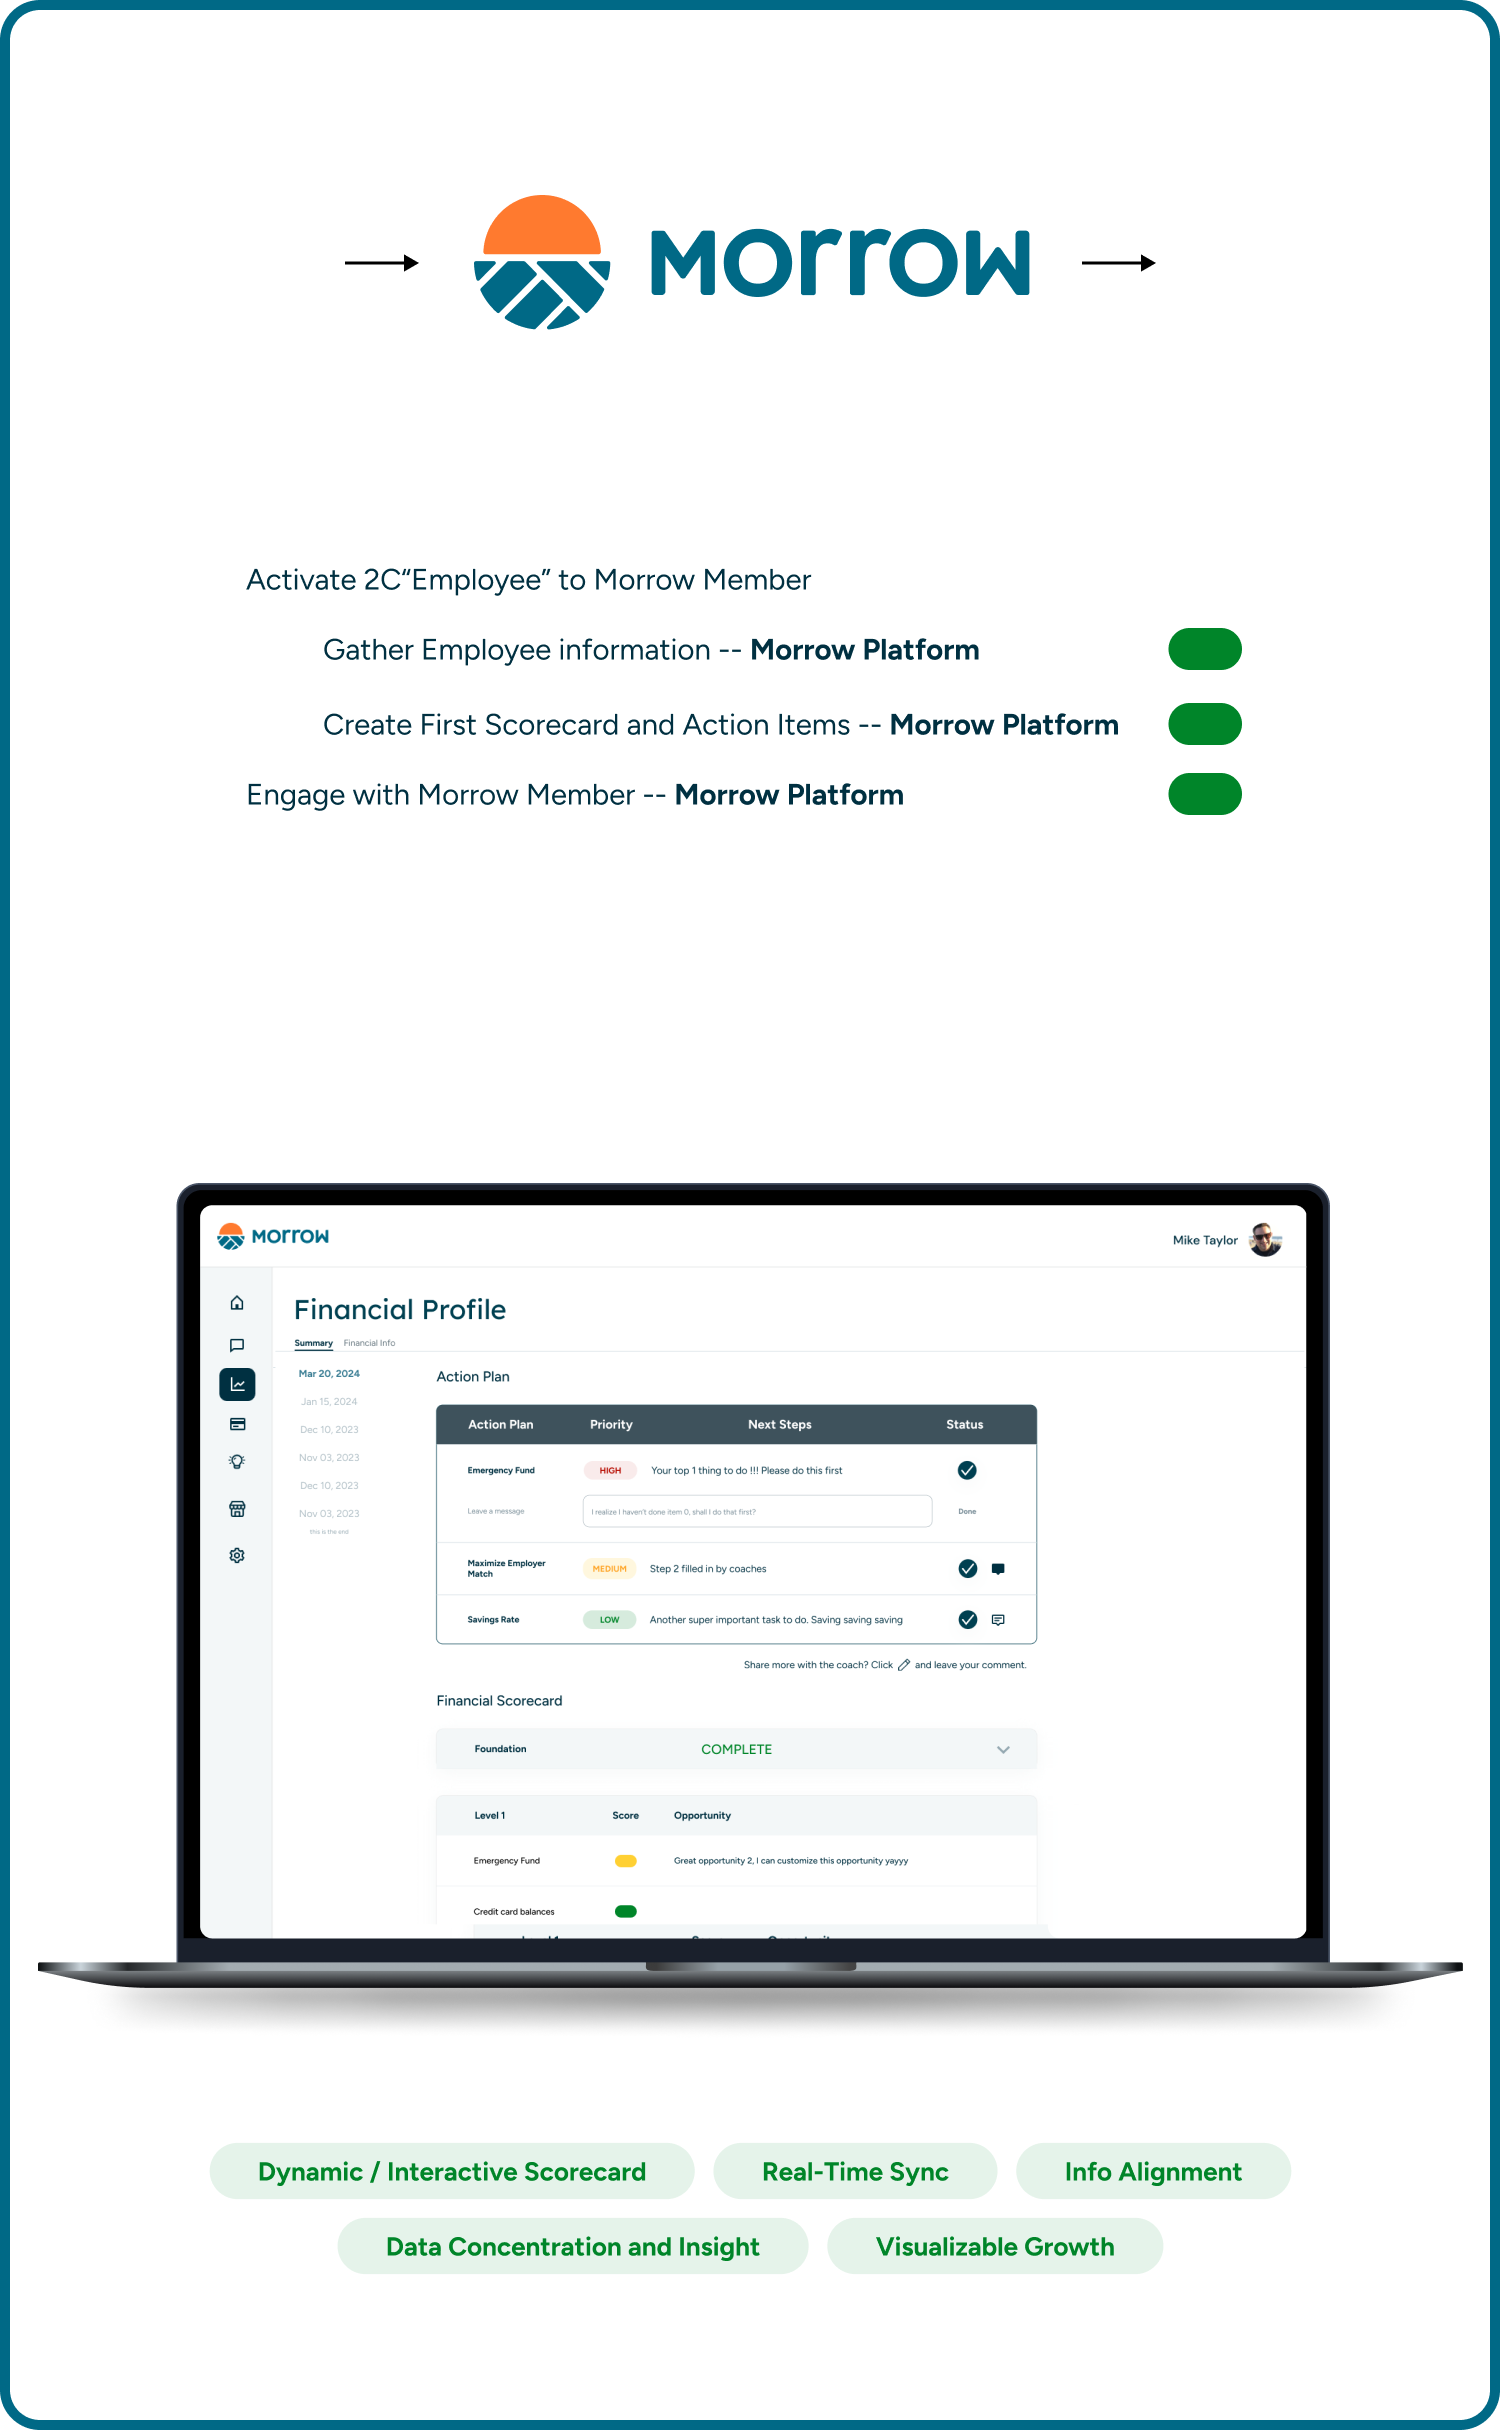 MORROW
Activate 2C“Employee” to Morrow Member
Gather Employee information -- Morrow Platform
Create First Scorecard and Action Items -- Morrow Platform
Engage with Morrow Member -- Morrow Platform
MORROW
Mike Taylor
Financial Profile
Summary Financial Info
Mar 20, 2024
Jan 15, 2024
Dec 10, 2023
Nov 03, 2023
Dec 10, 2023
Nov 03, 2023
this is the end
Action Plan
Action Plan Priority Next Steps Status
Emergency Fund HIGH Your top 1 thing to do !!! Please do this first
Leave a message I realize I haven't done item 0, shall I do that first? Done
Maximize Employer
Match
MEDIUM Step 2 filled in by coaches
Savings Rate LOW Another super important task to do. Saving saving saving
Share more with the coach? Click and leave your comment.
Financial Scorecard
Foundation COMPLETE
Level 1 Score Opportunity
Emergency Fund Great opportunity 2, I can customize this opportunity yayyy
Credit card balances
Dynamic / Interactive Scorecard
Real-Time Sync
Info Alignment
Data Concentration and Insight
Visualizable Growth